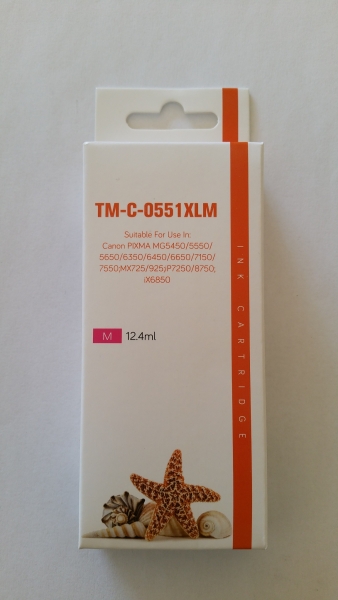 TM-C-0551XLM
Suitable For Use In:
Canon PIXMA MG5450/5550/
5650/6350/6450/6650/7150/
7550;MX725/925;iP7250/8750;
iX6850
M 12.4ml
INK CARTRIDGE